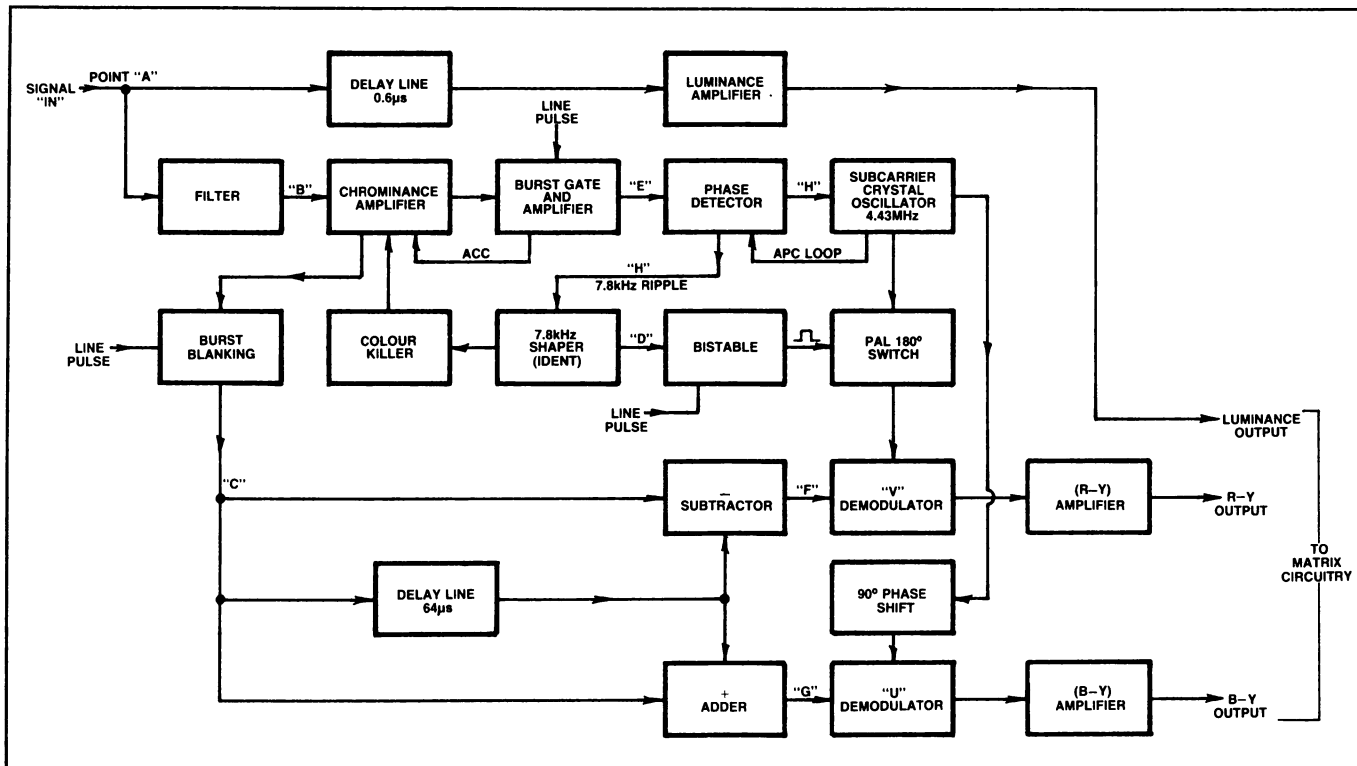 SIGNAL
"IN"
POINT "A"
DELAY LINE
0.6µs
LUMINANCE
AMPLIFIER
LINE
PULSE
FILTER
"B"
CHROMINANCE
AMPLIFIER
BURST GATE
AND
AMPLIFIER
"E"
PHASE
DETECTOR
"H"
SUBCARRIER
CRYSTAL
OSCILLATOR
4.43MHz
ACC
APC LOOP
"H"
7.8kHz RIPPLE
LINE
PULSE
BURST
BLANKING
COLOUR
KILLER
7.8kHz
SHAPER
(IDENT)
"D"
BISTABLE
PAL 180°
SWITCH
LINE
PULSE
LUMINANCE
OUTPUT
"C"
–
SUBTRACTOR
"F"
"V"
DEMODULATOR
(R–Y)
AMPLIFIER
R–Y
OUTPUT
TO
MATRIX
CIRCUITRY
DELAY LINE
64µs
90° PHASE
SHIFT
+
ADDER
"G"
"U"
DEMODULATOR
(B–Y)
AMPLIFIER
B–Y
OUTPUT